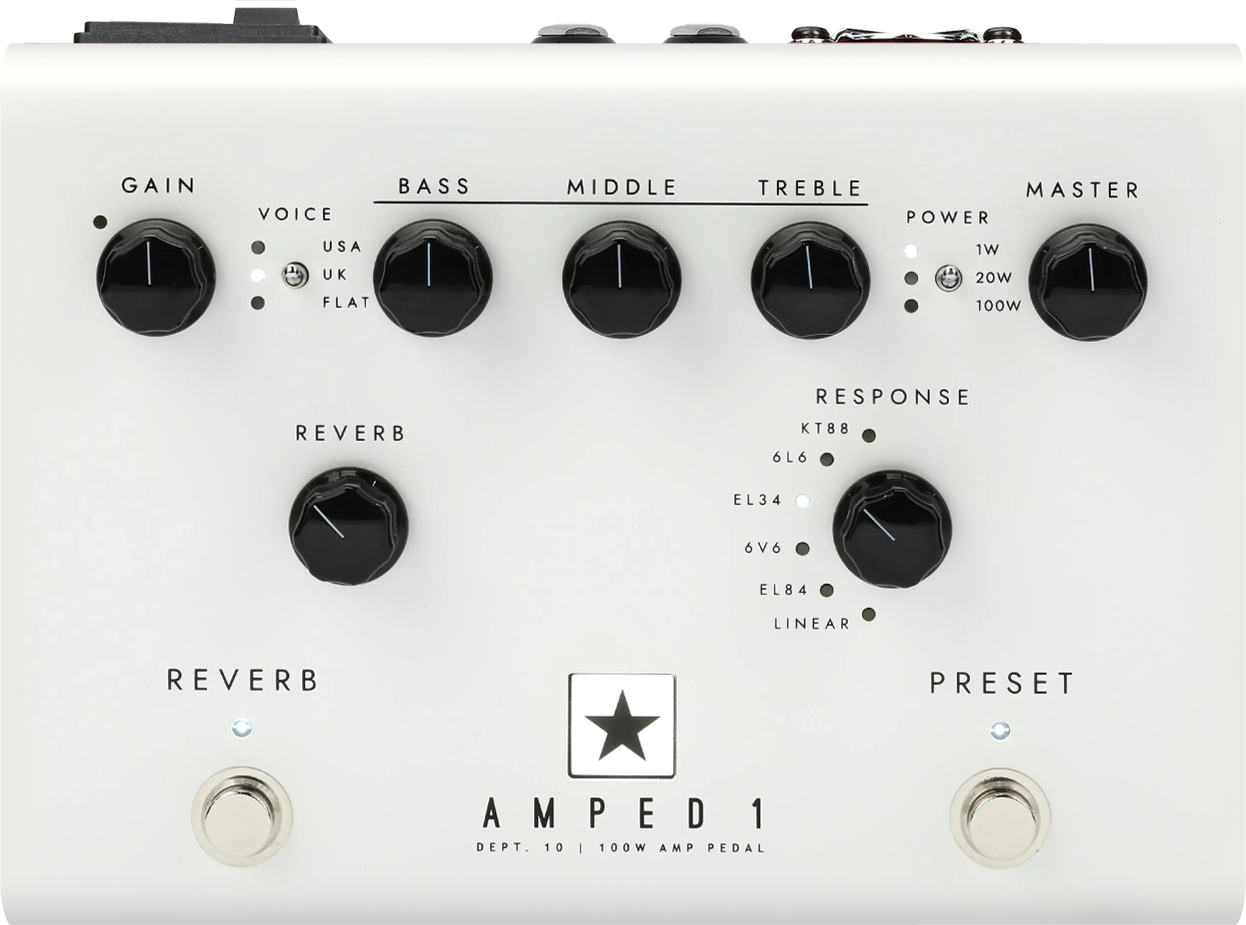 GAIN
BASS
MIDDLE
TREBLE
MASTER
VOICE
USA
UK
FLAT
POWER
1W
20W
100W
REVERB
RESPONSE
KT88
6L6
EL34
6V6
EL84
LINEAR
REVERB
PRESET
AMPED 1
DEPT. 10 | 100W AMP PEDAL